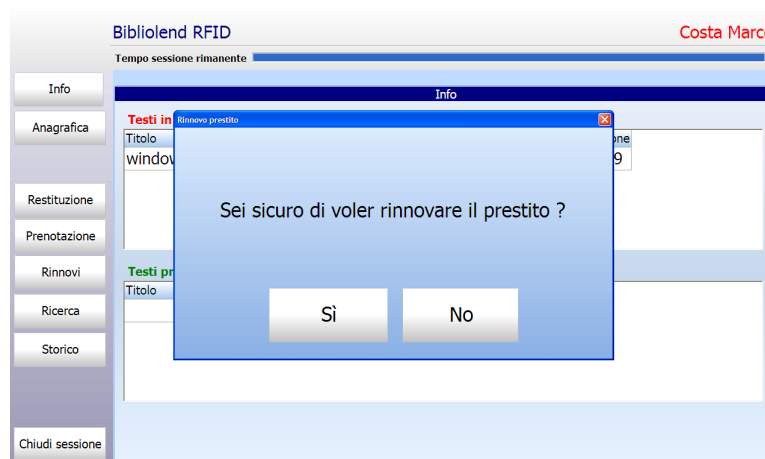 Bibliolend RFID
Costa Marc
Tempo sessione rimanente
Info
Info
Anagrafica
Restituzione
Prenotazione
Rinnovi
Ricerca
Storico
Chiudi sessione
Testi in
Titolo
one
window
9
Testi pr
Titolo
Rinnovo prestito
Sei sicuro di voler rinnovare il prestito ?
Sì
No